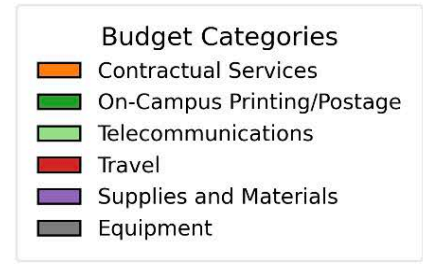 Budget Categories
Contractual Services
On-Campus Printing/Postage
Telecommunications
Travel
Supplies and Materials
Equipment